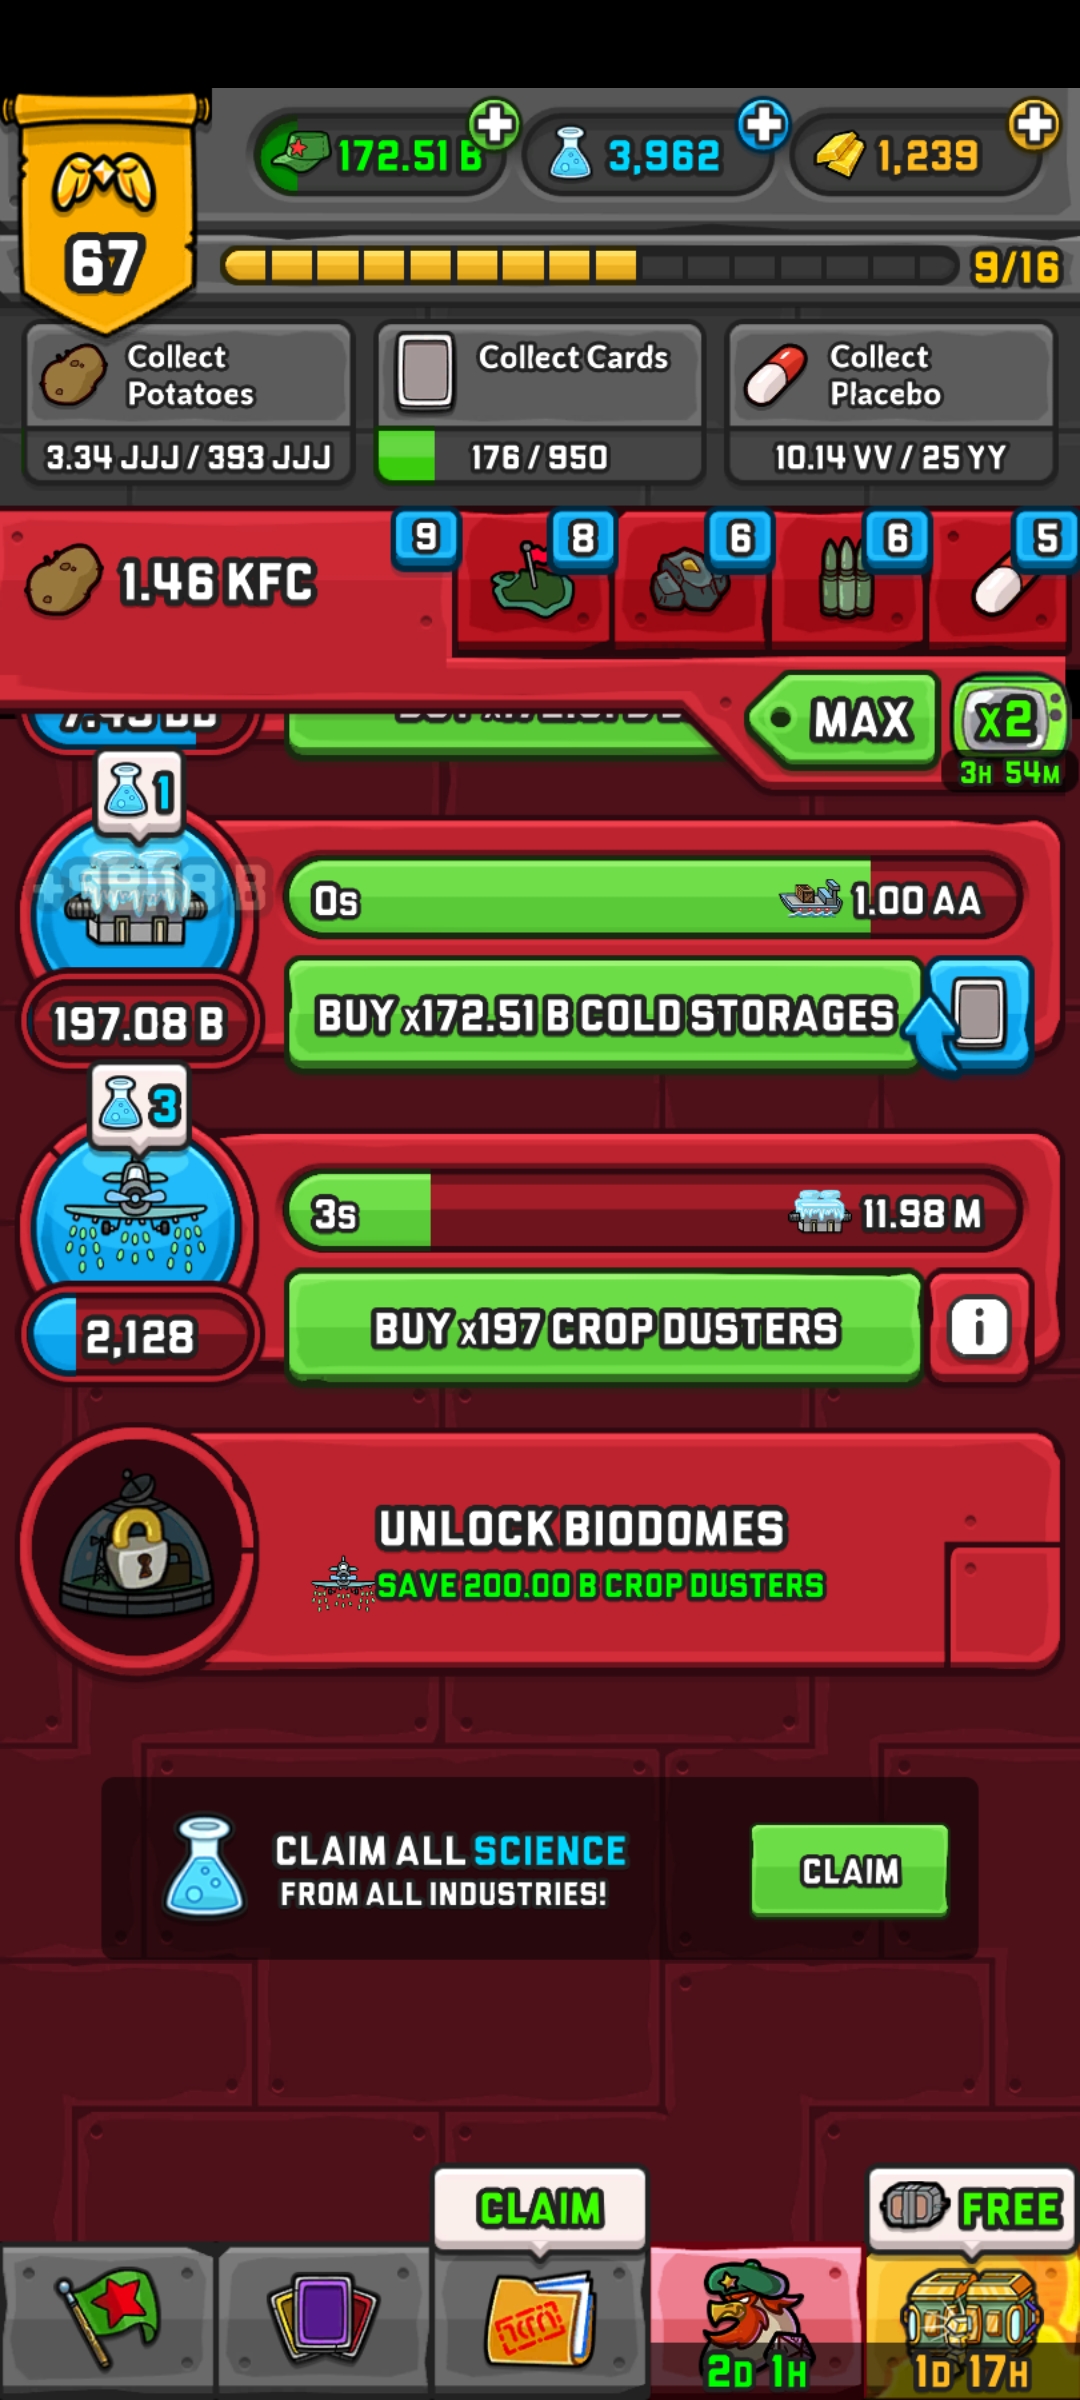 172.51 B
3,962
1,239
67
9/16
Collect
Potatoes
3.34 JJJ / 393 JJJ
Collect Cards
176 / 950
Collect
Placebo
10.14 VV / 25 YY
1.46 KFC
9
8
6
6
5
MAX
x2
3H 54M
1
0s
1.00 AA
197.08 B
BUY x172.51 B COLD STORAGES
3
3s
11.98 M
2,128
BUY x197 CROP DUSTERS
i
UNLOCK BIODOMES
SAVE 200.00 B CROP DUSTERS
CLAIM ALL SCIENCE
FROM ALL INDUSTRIES!
CLAIM
CLAIM
FREE
2D 1H
1D 17H